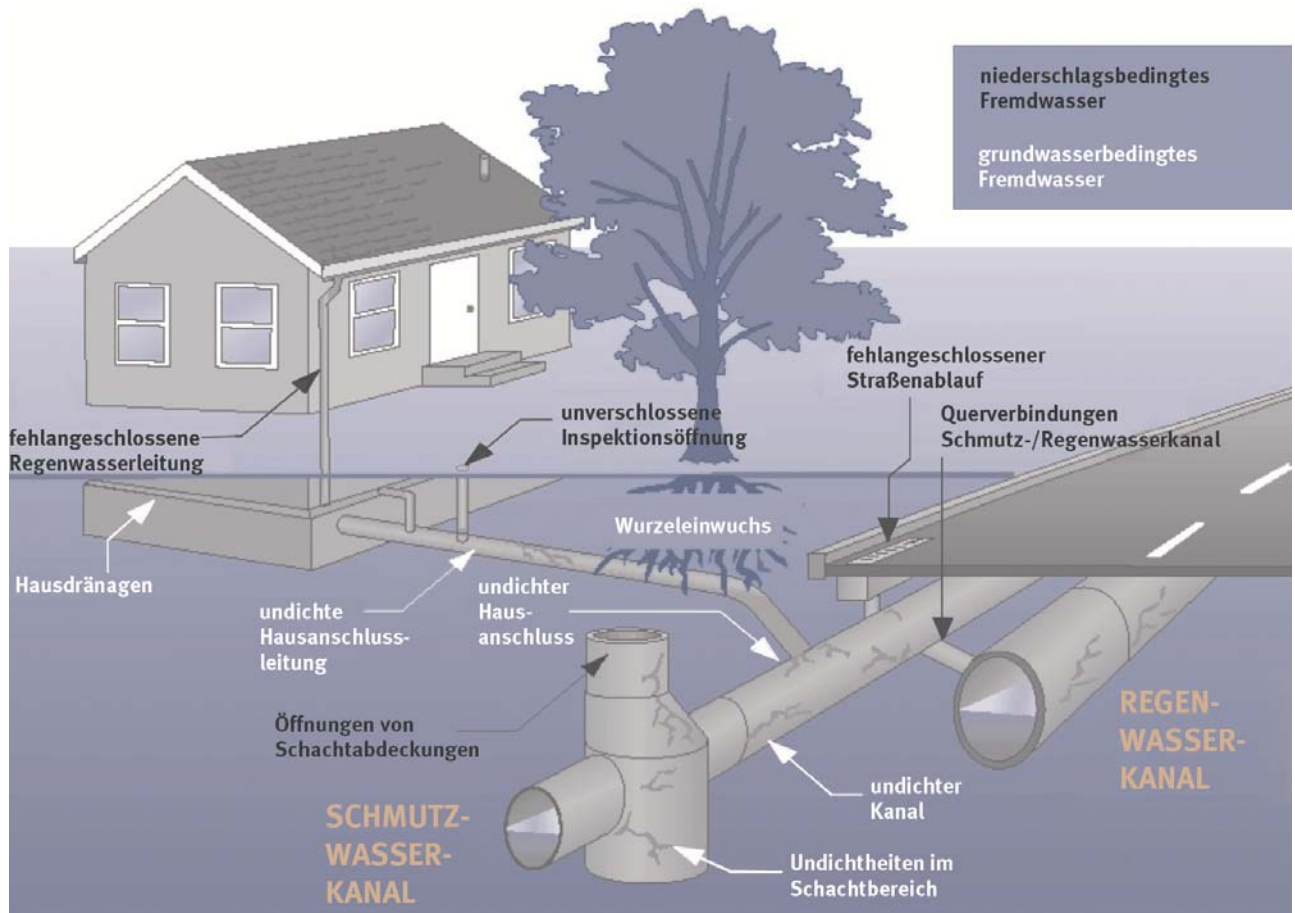 niederschlagsbedingtes
Fremdwasser
grundwasserbedingtes
Fremdwasser
fehlangeschlossener
Straßenablauf
Querverbindungen
Schmutz-/Regenwasserkanal
unverschlossene
Inspektionsöffnung
fehlangeschlossene
Regenwasserleitung
Wurzeleinwuchs
Hausdränagen
undichte
Hausanschluss-
leitung
undichter
Haus-
anschluss
Öffnungen von
Schachtabdeckungen
REGEN-
WASSER-
KANAL
undichter
Kanal
SCHMUTZ-
WASSER-
KANAL
Undichtheiten im
Schachtbereich